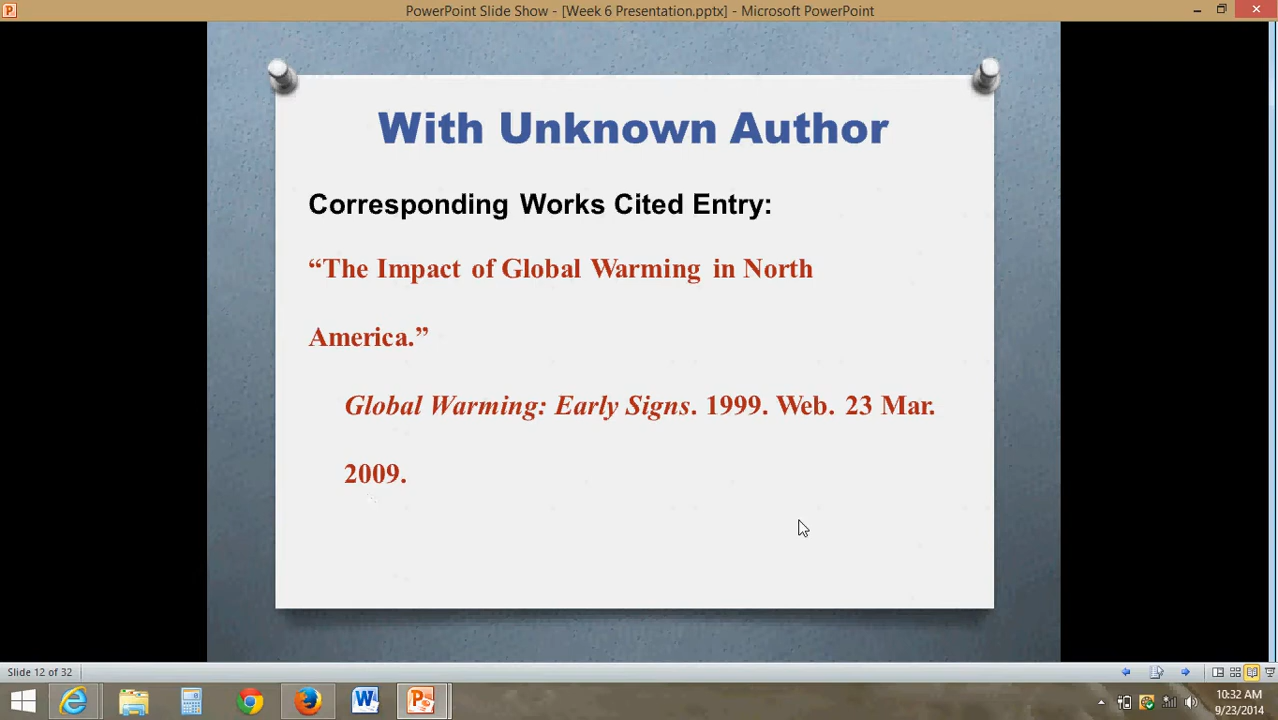 PowerPoint Slide Show - [Week 6 Presentation.pptx] - Microsoft PowerPoint
With Unknown Author
Corresponding Works Cited Entry:
“The Impact of Global Warming in North
America.”
Global Warming: Early Signs. 1999. Web. 23 Mar.
2009.
Slide 12 of 32
10:32 AM
9/23/2014